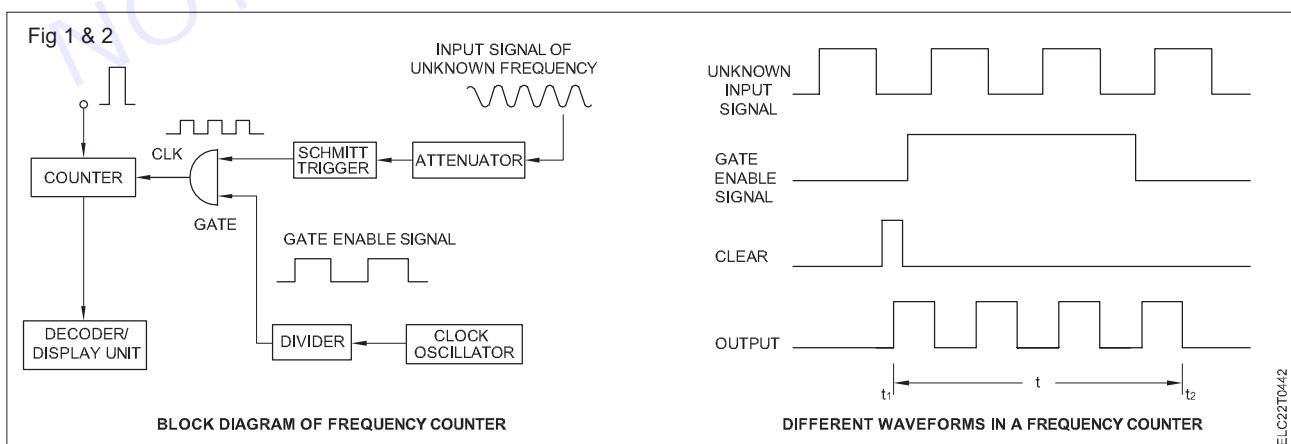 Fig 1 & 2
INPUT SIGNAL OF
UNKNOWN FREQUENCY
CLK
COUNTER
SCHMITT
TRIGGER
ATTENUATOR
GATE
GATE ENABLE SIGNAL
DECODER/
DISPLAY UNIT
DIVIDER
CLOCK
OSCILLATOR
BLOCK DIAGRAM OF FREQUENCY COUNTER
UNKNOWN
INPUT
SIGNAL
GATE
ENABLE
SIGNAL
CLEAR
OUTPUT
t1
t
t2
DIFFERENT WAVEFORMS IN A FREQUENCY COUNTER
ELC22T0442